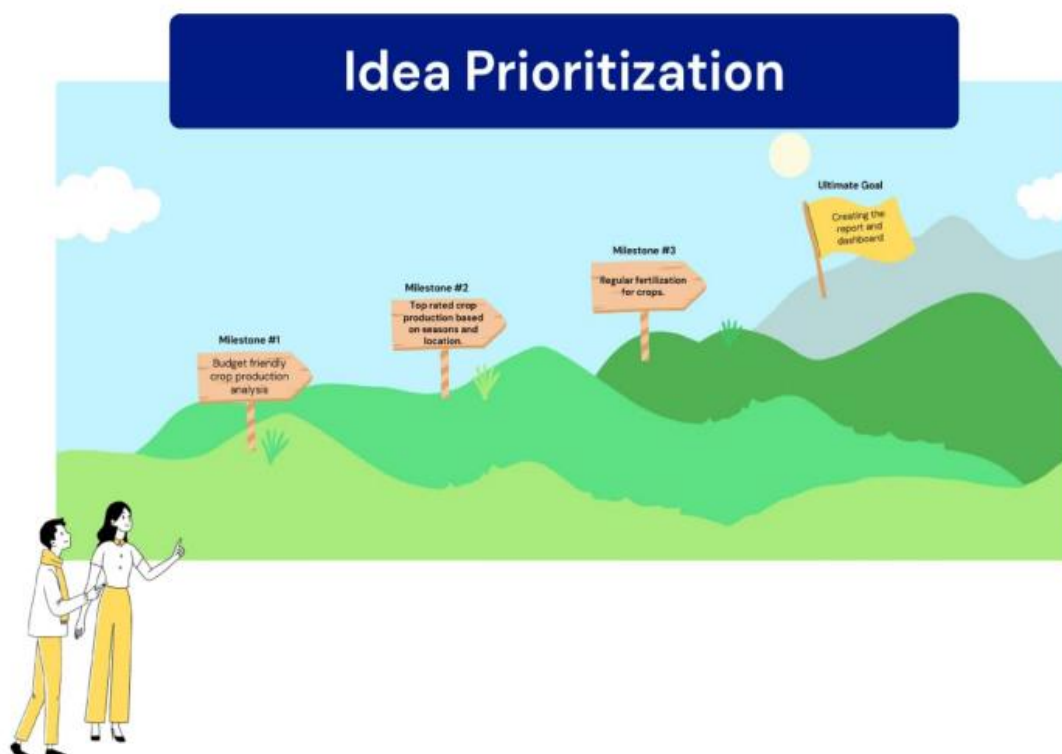 Idea Prioritization
Milestone #1
Budget friendly
crop production
analysis
Milestone #2
Top rated crop
production based
on seasons and
location.
Milestone #3
Regular fertilization
for crops.
Ultimate Goal
Creating the
report and
dashboard